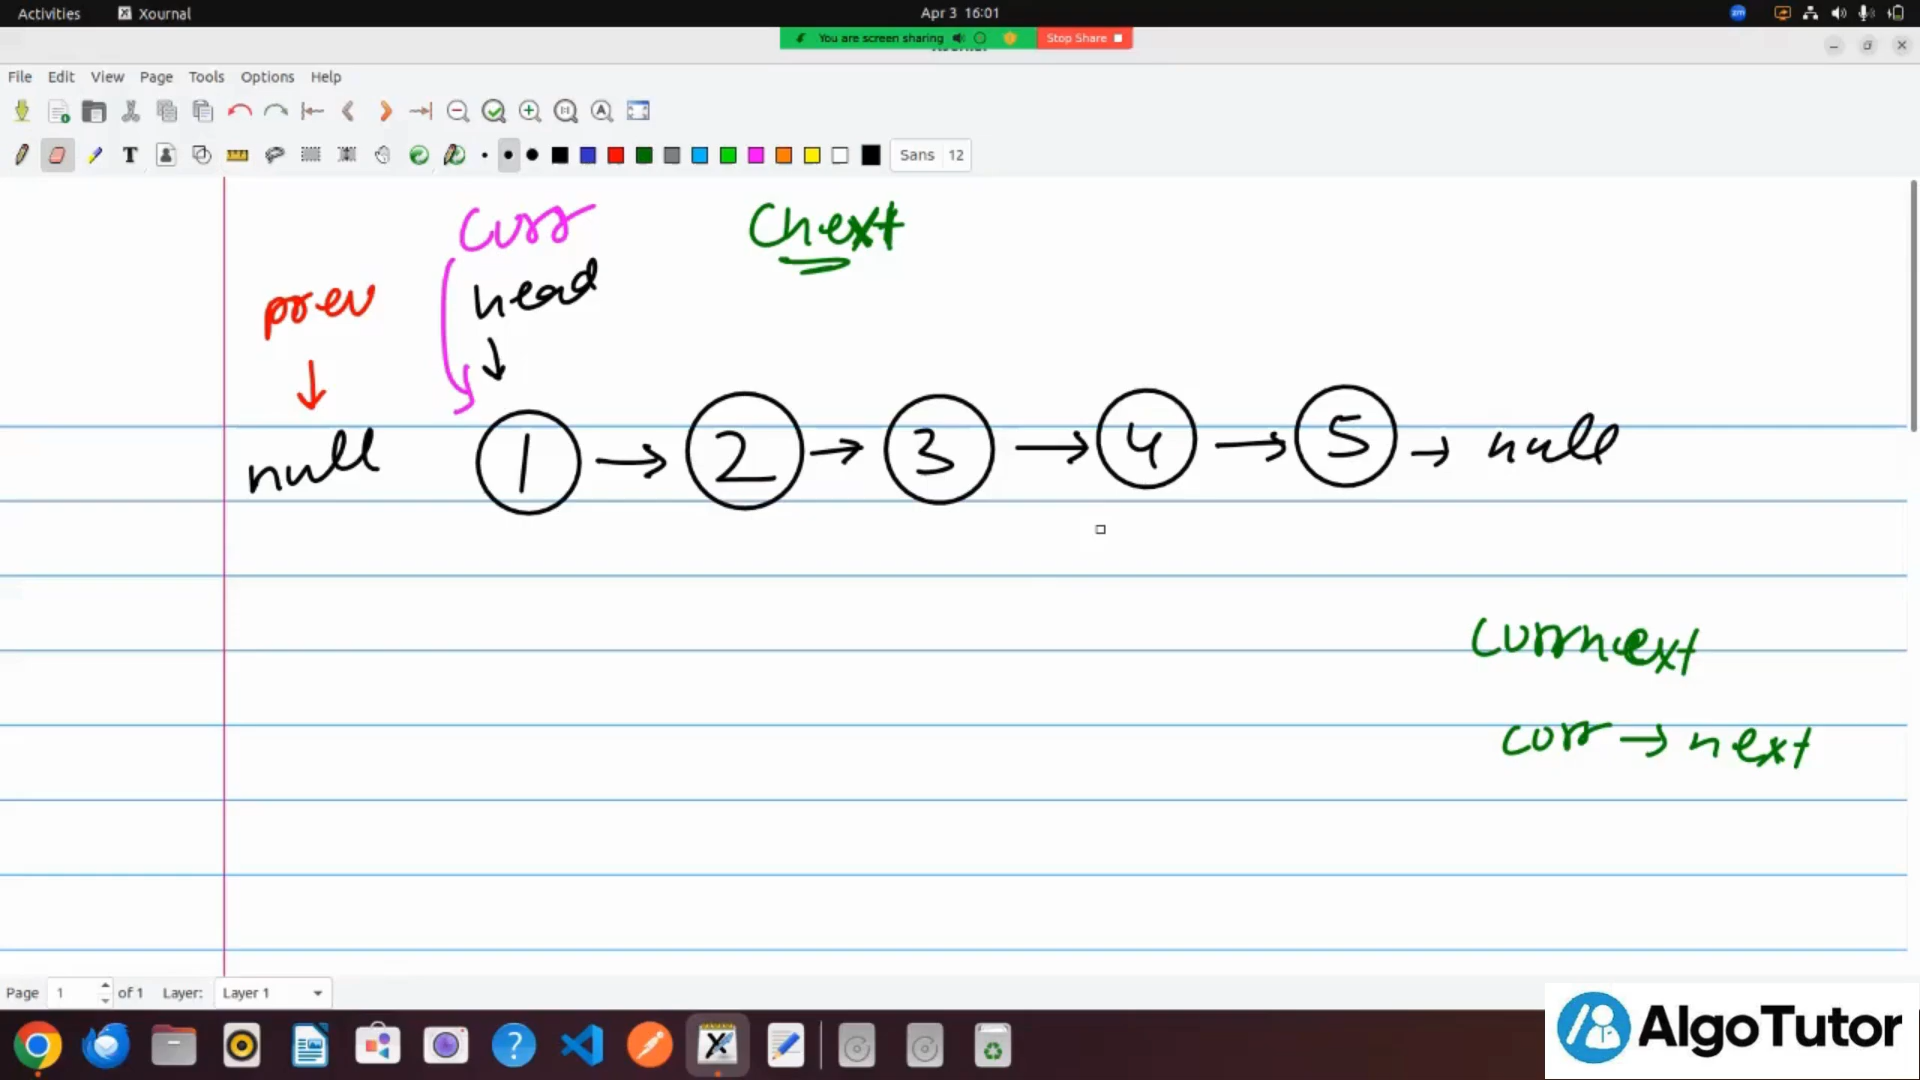 Activities Xournal Apr 3 16:01 zm
You are screen sharing Stop Share
File Edit View Page Tools Options Help
Sans 12
Curr Cnext
prev head
null 1 → 2 → 3 → 4 → 5 → null
Currnext
curr → next
Page 1 of 1 Layer: Layer 1
AlgoTutor